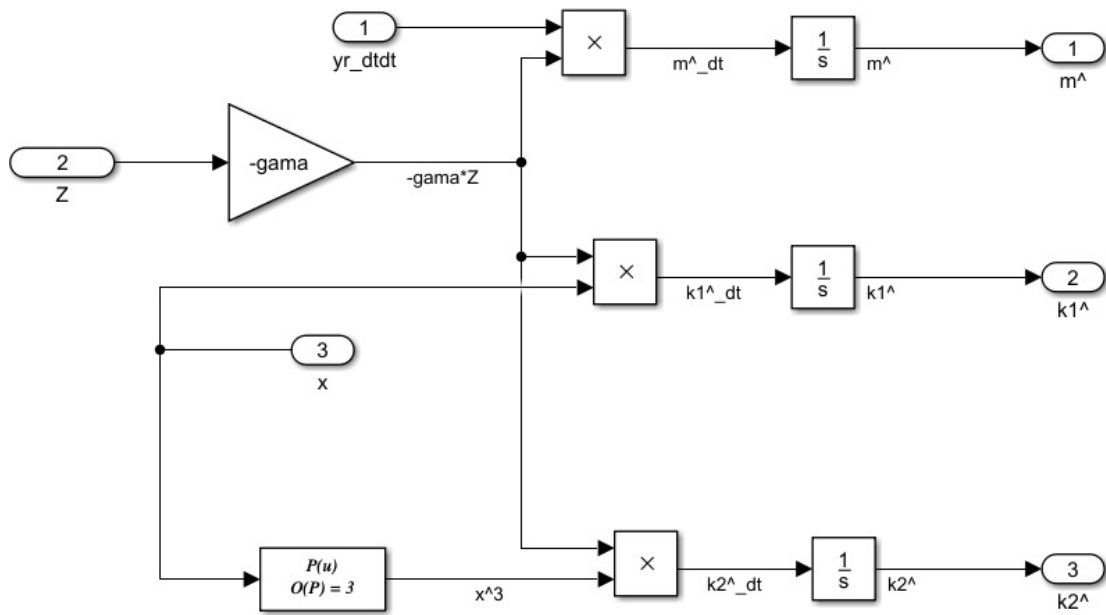 1
yr_dtdt
×
m^_dt
1
s
m^
1
m^
2
Z
-gama
-gama*Z
×
k1^_dt
1
s
k1^
2
k1^
3
x
P(u)
O(P) = 3
x^3
×
k2^_dt
1
s
k2^
3
k2^